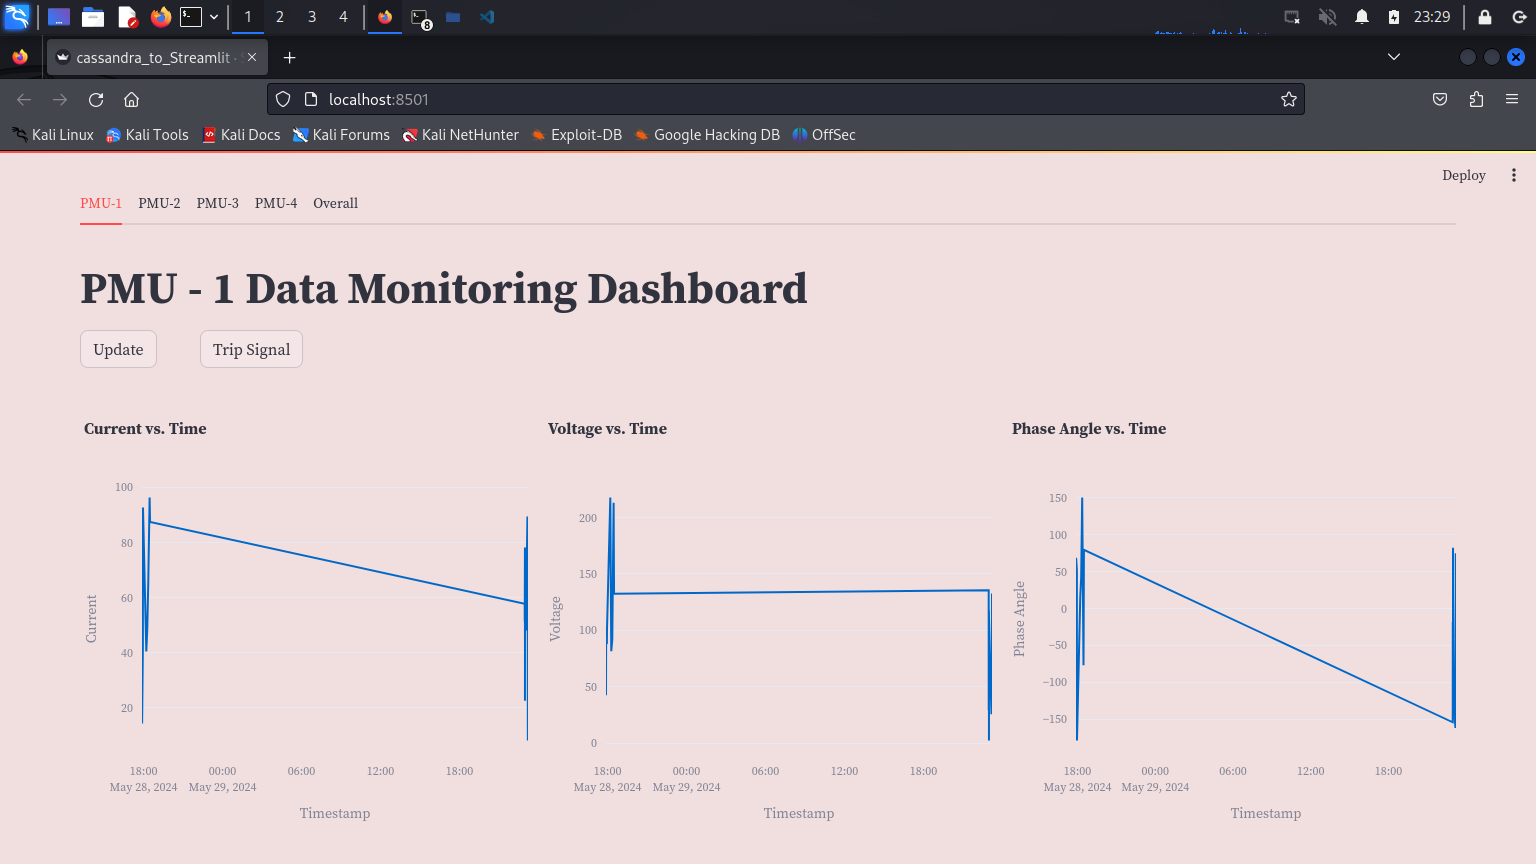 1 2 3 4 8 23:29
cassandra_to_Streamlit · S
localhost:8501
Kali Linux Kali Tools Kali Docs Kali Forums Kali NetHunter Exploit-DB Google Hacking DB OffSec
Deploy
PMU-1 PMU-2 PMU-3 PMU-4 Overall
PMU - 1 Data Monitoring Dashboard
Update Trip Signal
Current vs. Time
100
80
60
40
20
Current
18:00 00:00 06:00 12:00 18:00
May 28, 2024 May 29, 2024
Timestamp
Voltage vs. Time
200
150
100
50
0
Voltage
18:00 00:00 06:00 12:00 18:00
May 28, 2024 May 29, 2024
Timestamp
Phase Angle vs. Time
150
100
50
0
−50
−100
−150
Phase Angle
18:00 00:00 06:00 12:00 18:00
May 28, 2024 May 29, 2024
Timestamp